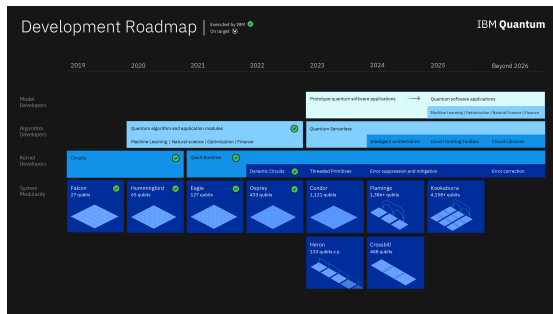 Development Roadmap
Executed by IBM
On target
IBM Quantum
2019 2020 2021 2022 2023 2024 2025 Beyond 2026
Model
Developers
Prototype quantum software applications → Quantum software applications
Machine Learning | Optimization | Natural Science | Finance
Algorithm
Developers
Quantum algorithm and application modules
Machine Learning | Natural science | Optimization | Finance
Quantum Serverless
Intelligent orchestration Circuit Knitting Toolbox Circuit Libraries
Kernel
Developers
Circuits
Qiskit Runtime
Dynamic Circuits Threaded Primitives Error suppression and mitigation Error correction
System
Modularity
Falcon
27 qubits
Hummingbird
65 qubits
Eagle
127 qubits
Osprey
433 qubits
Condor
1,121 qubits
Flamingo
1,386+ qubits
Kookaburra
4,158+ qubits
Heron
133 qubits x p
Crossbill
408 qubits